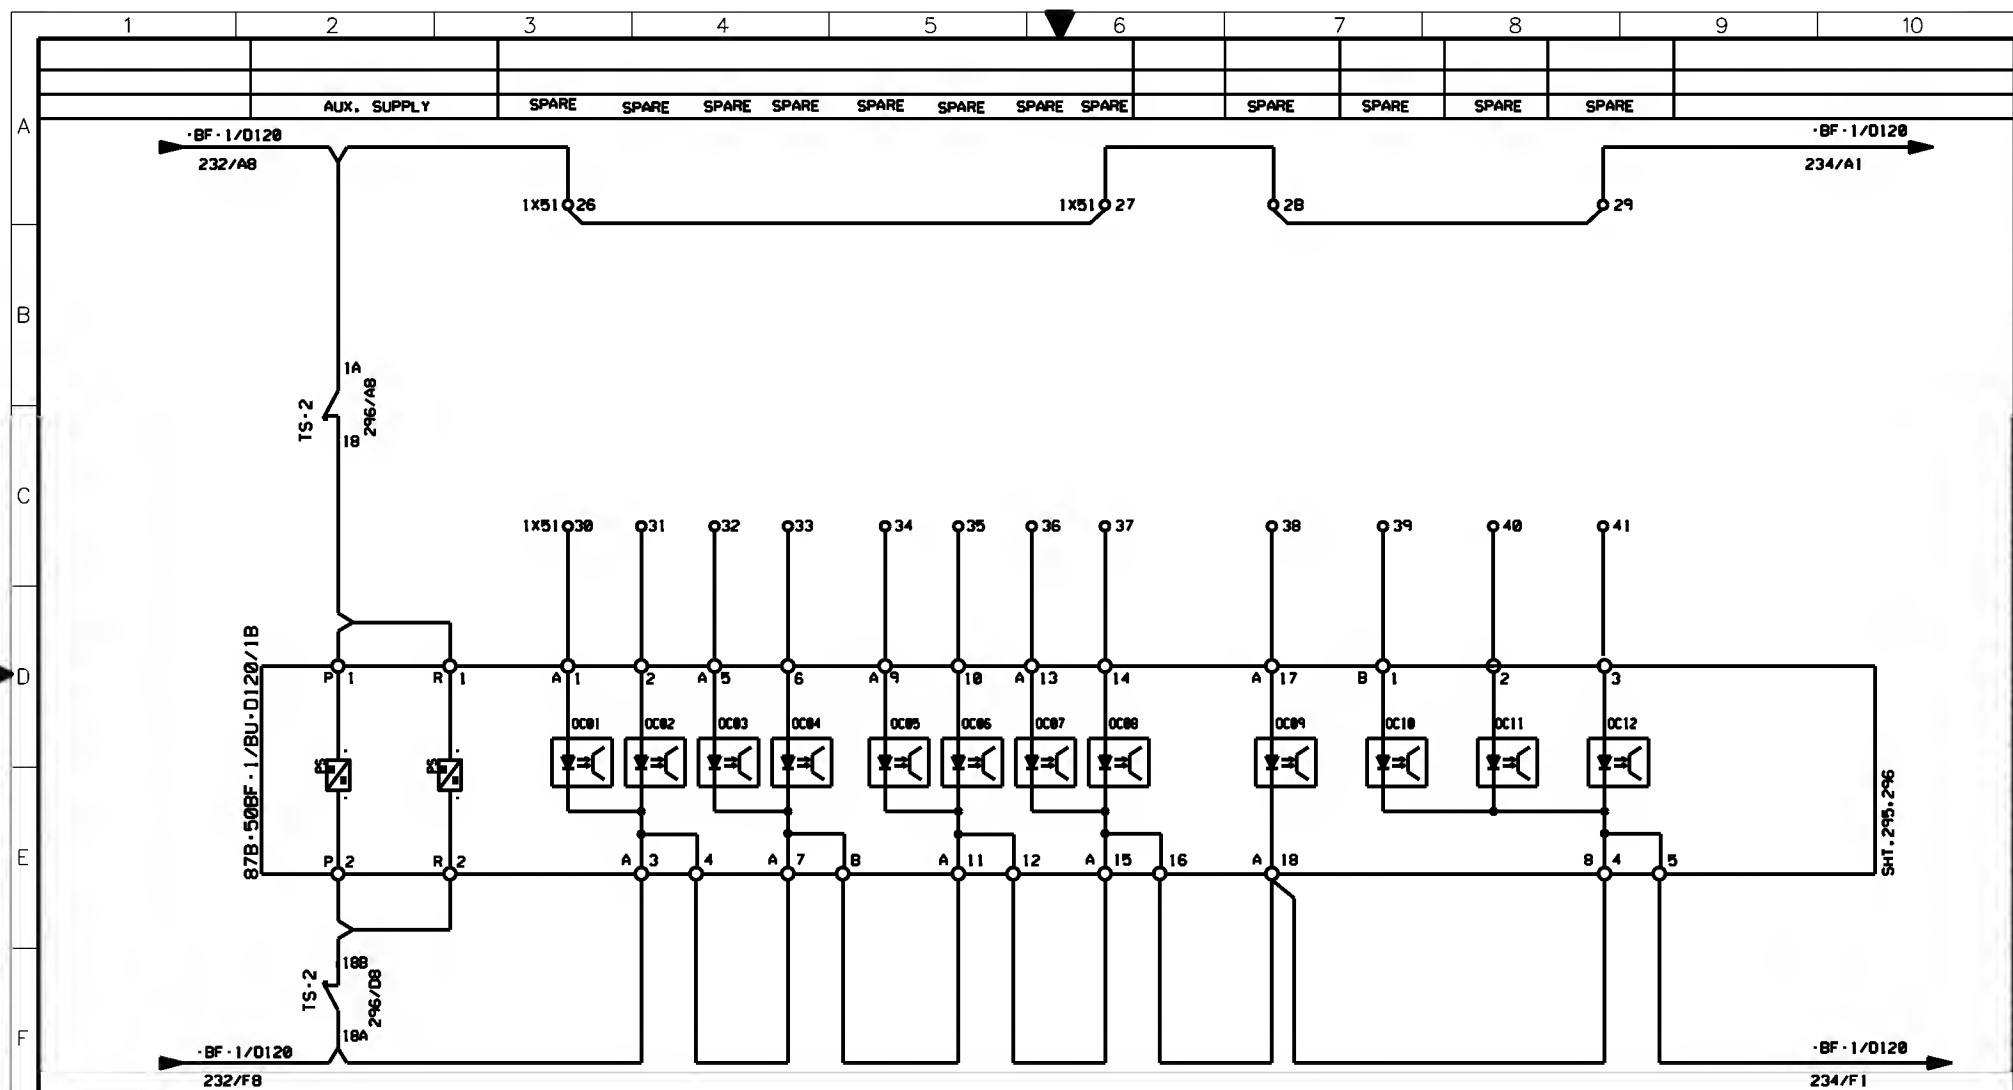 1 2 3 4 5 6 7 8 9 10
AUX. SUPPLY SPARE SPARE SPARE SPARE SPARE SPARE SPARE SPARE SPARE SPARE SPARE SPARE
A
·BF·1/D120 ·BF·1/D120
232/A8 234/A1
1X51 26 1X51 27 28 29
B
1A
TS·2
296/A8
18
C
1X51 30 31 32 33 34 35 36 37 38 39 40 41
87B·50BF·1/BU·D120/1B
D
P 1 R 1 A 1 2 A 5 6 A 9 10 A 13 14 A 17 B 1 2 3
OC01 OC02 OC03 OC04 OC05 OC06 OC07 OC08 OC09 OC10 OC11 OC12
PS PS
SHT.295.296
E
P 2 R 2 A 3 4 A 7 8 A 11 12 A 15 16 A 18 8 4 5
18B
TS·2
296/D8
18A
F
·BF·1/D120 ·BF·1/D120
232/F8 234/F1